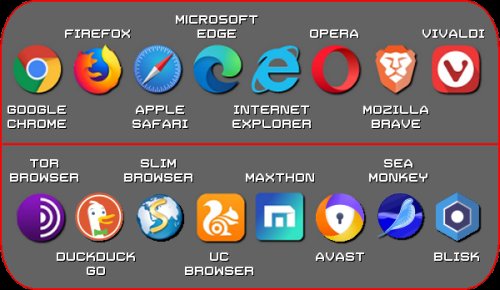 MICROSOFT
EDGE
FIREFOX
OPERA
VIVALDI
GOOGLE
CHROME
APPLE
SAFARI
INTERNET
EXPLORER
MOZILLA
BRAVE
TOR
BROWSER
SLIM
BROWSER
MAXTHON
SEA
MONKEY
DUCKDUCK
GO
UC
BROWSER
AVAST
BLISK